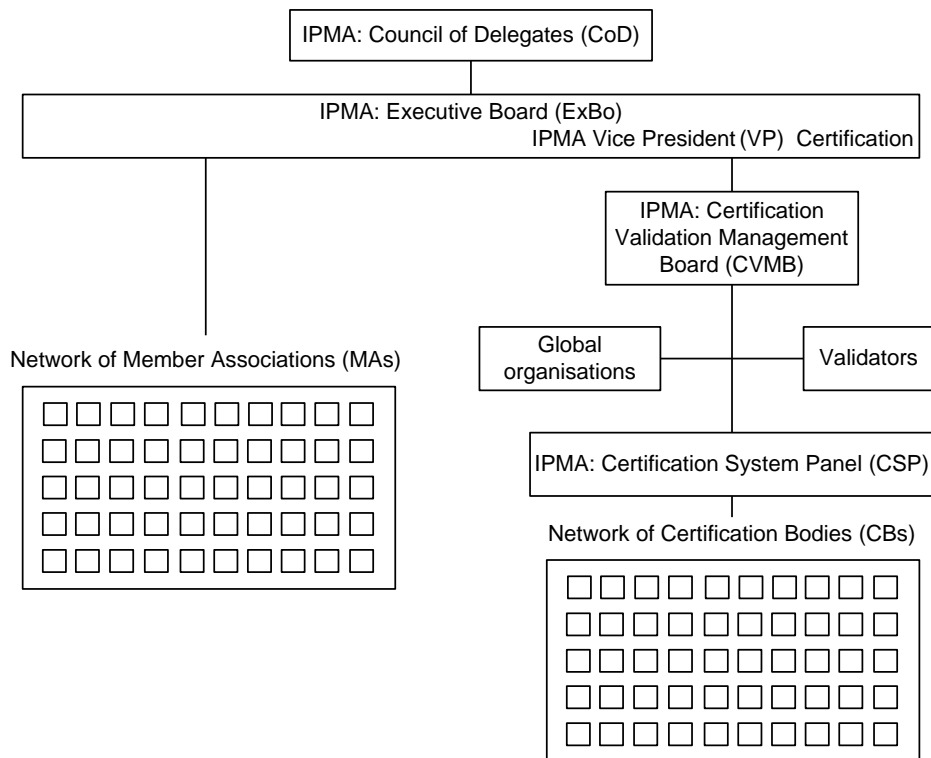 IPMA: Council of Delegates (CoD)
IPMA: Executive Board (ExBo)
IPMA Vice President (VP) Certification
IPMA: Certification
Validation Management
Board (CVMB)
Global
organisations
Validators
Network of Member Associations (MAs)
IPMA: Certification System Panel (CSP)
Network of Certification Bodies (CBs)